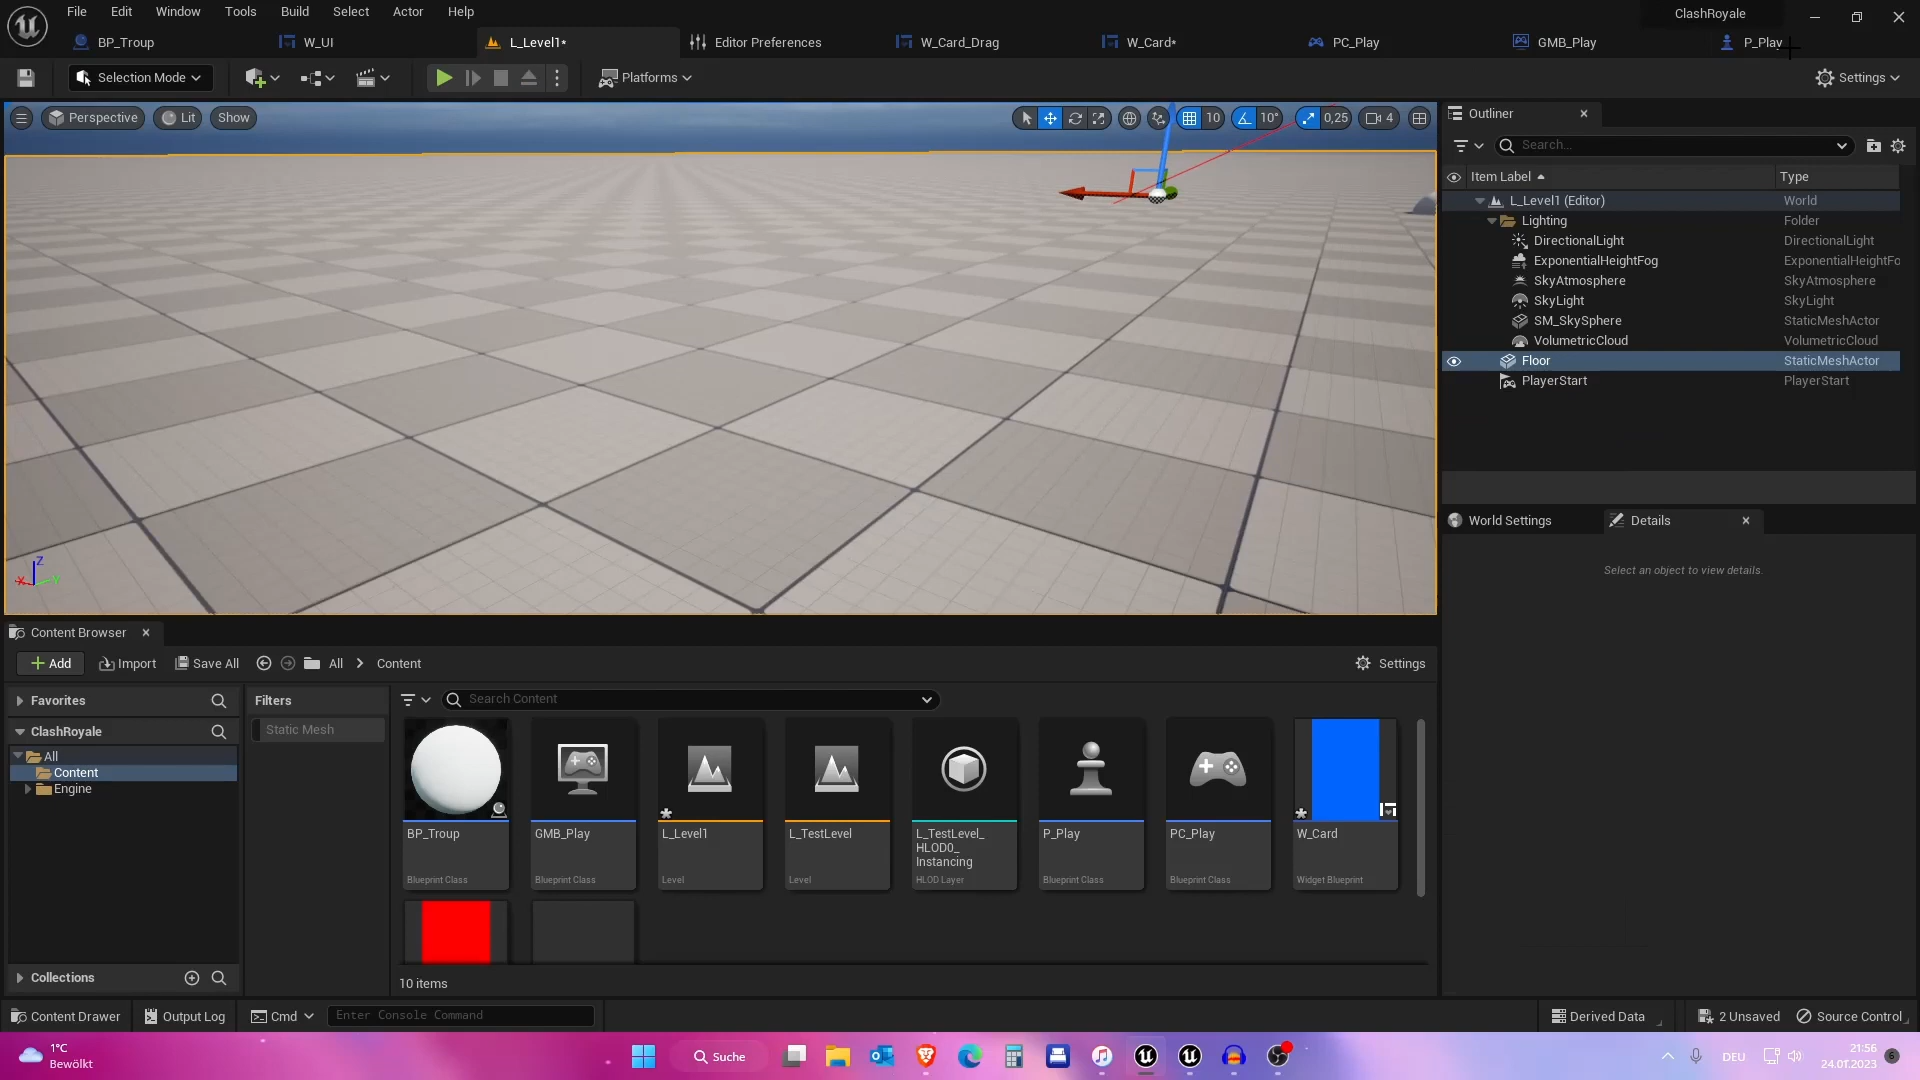 File Edit Window Tools Build Select Actor Help
ClashRoyale
BP_Troup W_UI L_Level1* Editor Preferences W_Card_Drag W_Card* PC_Play GMB_Play P_Play
Selection Mode Platforms Settings
Perspective Lit Show 10 10° 0,25 4
Outliner
Search...
Item Label Type
L_Level1 (Editor) World
Lighting Folder
DirectionalLight DirectionalLight
ExponentialHeightFog ExponentialHeightFo
SkyAtmosphere SkyAtmosphere
SkyLight SkyLight
SM_SkySphere StaticMeshActor
VolumetricCloud VolumetricCloud
Floor StaticMeshActor
PlayerStart PlayerStart
World Settings Details
Select an object to view details.
Z
X Y
Content Browser
Add Import Save All All Content Settings
Favorites Filters Search Content
ClashRoyale Static Mesh
All
Content
Engine
BP_Troup
Blueprint Class
GMB_Play
Blueprint Class
L_Level1
Level
L_TestLevel
Level
L_TestLevel_
HLOD0_
Instancing
HLOD Layer
P_Play
Blueprint Class
PC_Play
Blueprint Class
W_Card
Widget Blueprint
Collections 10 items
Content Drawer Output Log Cmd Enter Console Command Derived Data 2 Unsaved Source Control
1°C
Bewölkt
Suche
DEU
21:56
24.01.2023
6